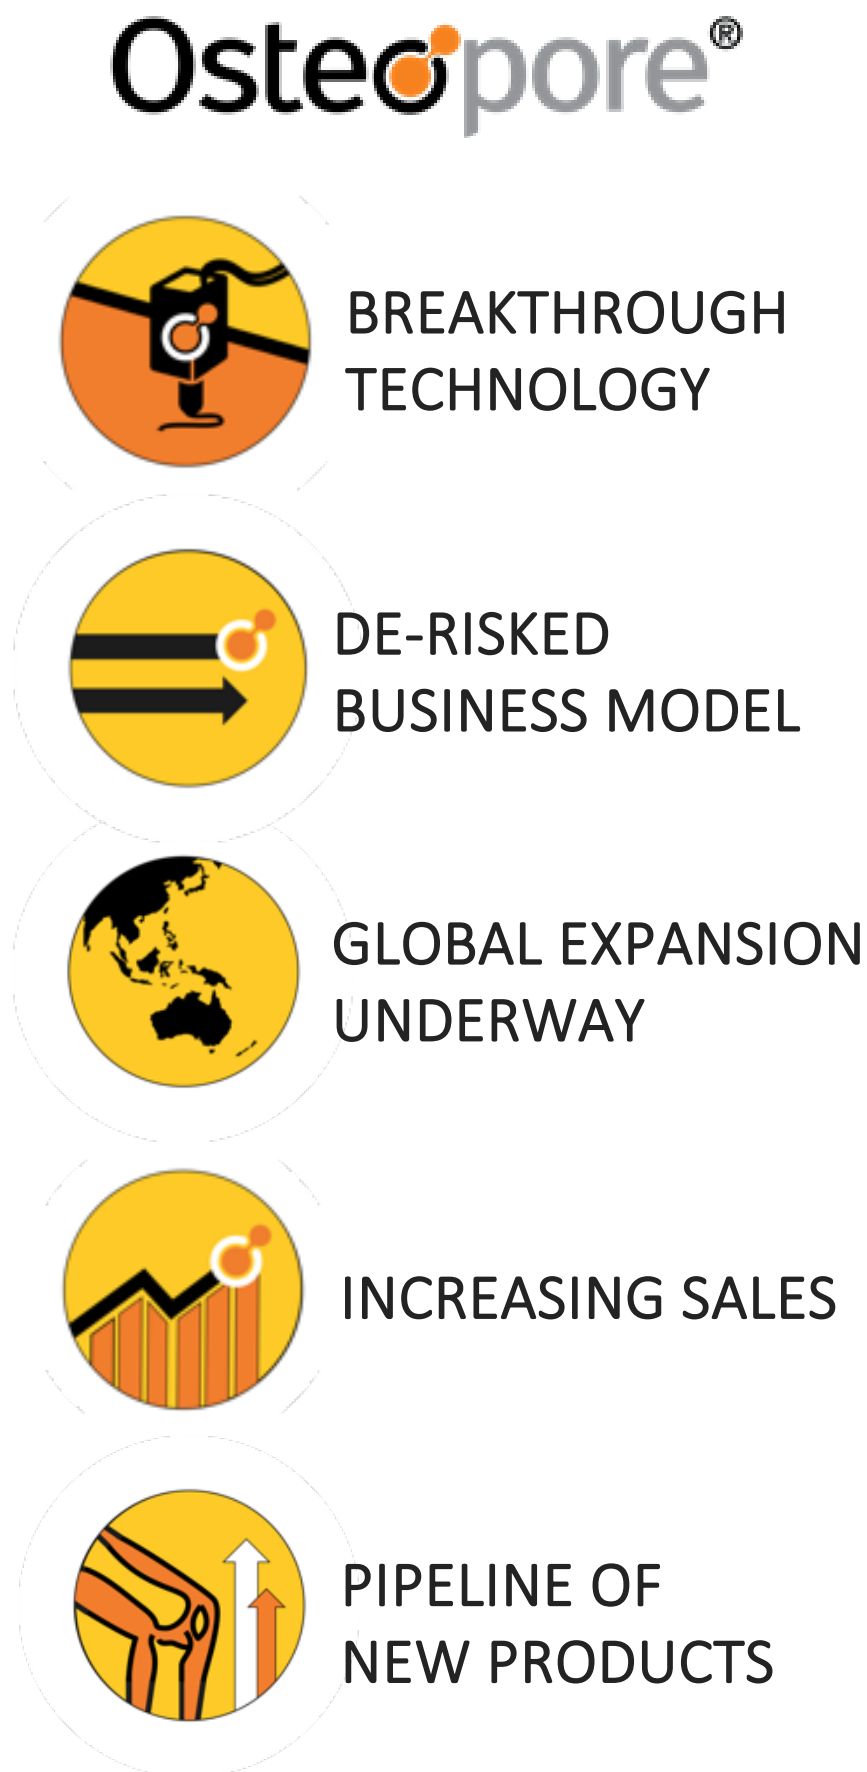 Osteopore®
BREAKTHROUGH
TECHNOLOGY
DE-RISKED
BUSINESS MODEL
GLOBAL EXPANSION
UNDERWAY
INCREASING SALES
PIPELINE OF
NEW PRODUCTS